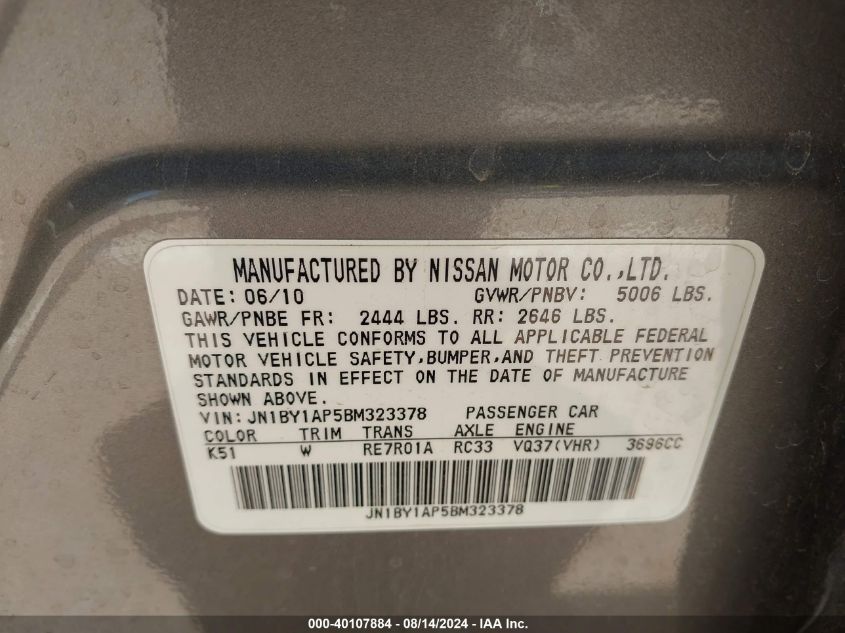 MANUFACTURED BY NISSAN MOTOR CO.,LTD.
DATE: 06/10 GVWR/PNBV: 5006 LBS.
GAWR/PNBE FR: 2444 LBS. RR: 2646 LBS.
THIS VEHICLE CONFORMS TO ALL APPLICABLE FEDERAL
MOTOR VEHICLE SAFETY,BUMPER,AND THEFT PREVENTION
STANDARDS IN EFFECT ON THE DATE OF MANUFACTURE
SHOWN ABOVE.
VIN: JN1BY1AP5BM323378 PASSENGER CAR
COLOR TRIM TRANS AXLE ENGINE
K51 W RE7R01A RC33 VQ37(VHR) 3696CC
JN1BY1AP5BM323378
000-40107884 - 08/14/2024 - IAA Inc.